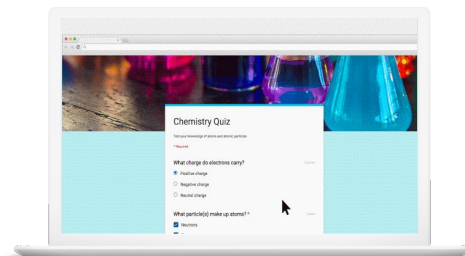 Chemistry Quiz
Test your knowledge of atoms and atomic particles
* Required
What charge do electrons carry?
Positive charge
Negative charge
Neutral charge
What particle(s) make up atoms? *
Neutrons